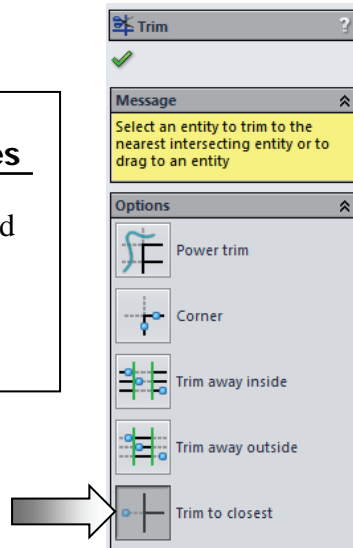 Trim ?
es
d
Message
Select an entity to trim to the
nearest intersecting entity or to
drag to an entity
Options
Power trim
Corner
Trim away inside
Trim away outside
Trim to closest